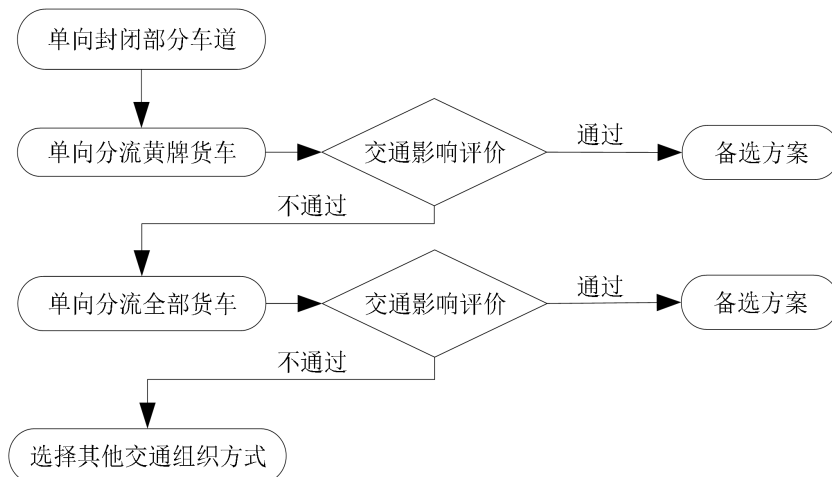 单向封闭部分车道
单向分流黄牌货车
交通影响评价
通过
备选方案
不通过
单向分流全部货车
交通影响评价
通过
备选方案
不通过
选择其他交通组织方式